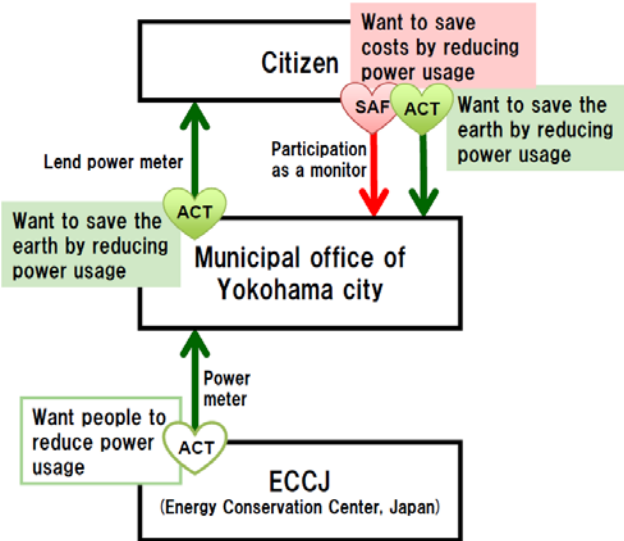 Want to save
costs by reducing
power usage
Citizen
SAF
ACT
Want to save the
earth by reducing
power usage
Lend power meter
Participation
as a monitor
ACT
Want to save the
earth by reducing
power usage
Municipal office of
Yokohama city
Power
meter
Want people to
reduce power
usage
ACT
ECCJ
(Energy Conservation Center, Japan)